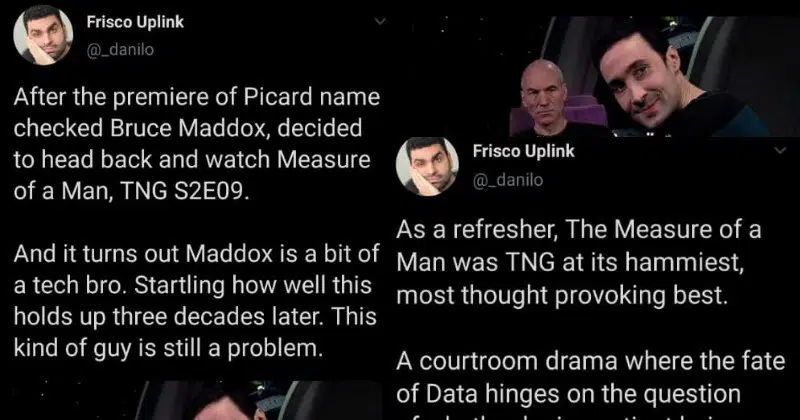 Frisco Uplink
@_danilo
After the premiere of Picard name
checked Bruce Maddox, decided
to head back and watch Measure
of a Man, TNG S2E09.
And it turns out Maddox is a bit of
a tech bro. Startling how well this
holds up three decades later. This
kind of guy is still a problem.
Frisco Uplink
@_danilo
As a refresher, The Measure of a
Man was TNG at its hammiest,
most thought provoking best.
A courtroom drama where the fate
of Data hinges on the question